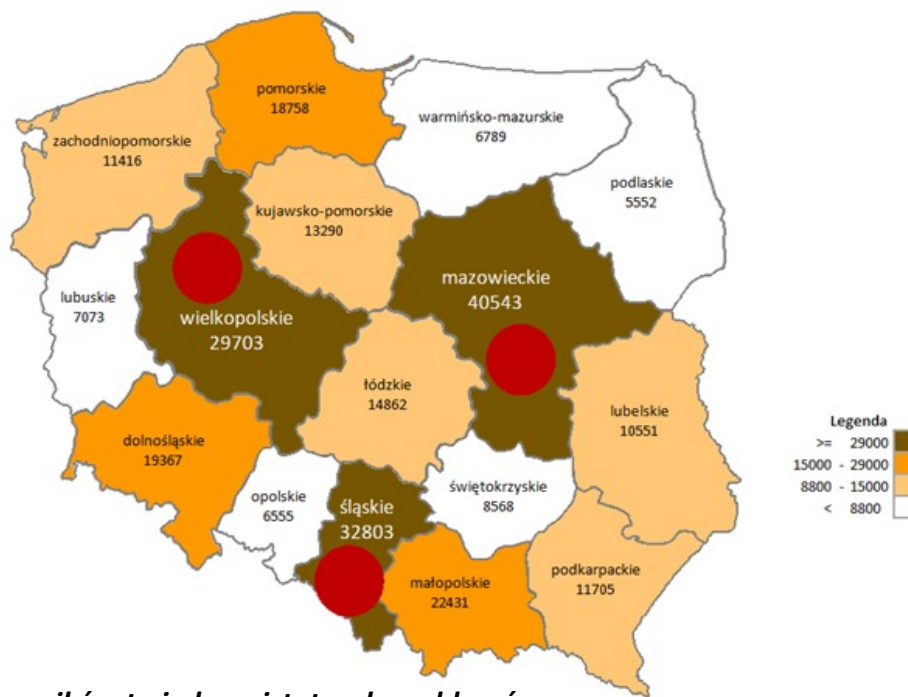 pomorskie
18758
warmińsko-mazurskie
6789
zachodniopomorskie
11416
podlaskie
5552
kujawsko-pomorskie
13290
mazowieckie
40543
lubuskie
7073
wielkopolskie
29703
łódzkie
14862
lubelskie
10551
dolnośląskie
19367
opolskie
6555
śląskie
32803
świętokrzyskie
8568
małopolskie
22431
podkarpackie
11705
Legenda
>= 29000
15000 - 29000
8800 - 15000
< 8800